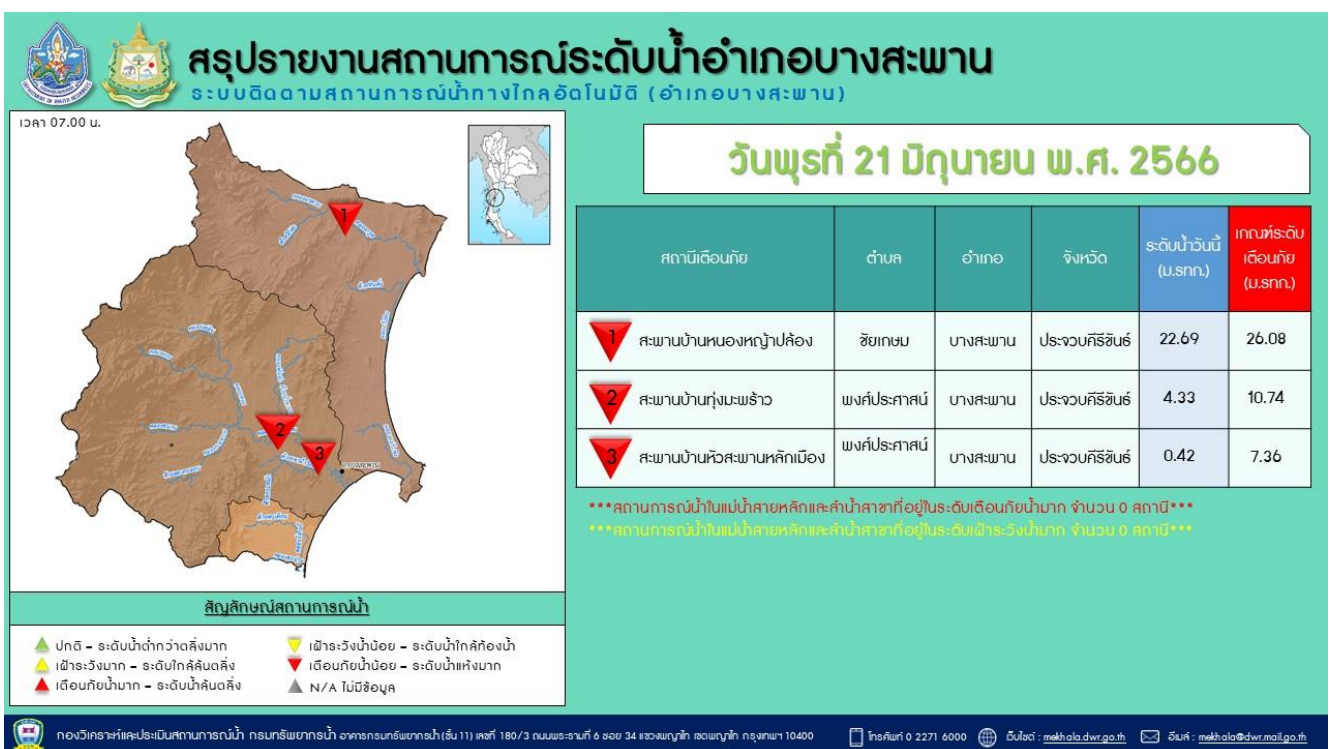 สรุปรายงานสถานการณ์ระดับน้ำอำเภอบางสะพาน
ระบบติดตามสถานการณ์น้ำทางไกลอัตโนมัติ (อำเภอบางสะพาน)
เวลา 07.00 น.
วันพุธที่ 21 มิถุนายน พ.ศ. 2566
สถานีเตือนภัย ตำบล อำเภอ จังหวัด ระดับน้ำวันนี้ (ม.รทก.) เกณฑ์ระดับเตือนภัย (ม.รทก.)
1 สะพานบ้านหนองหญ้าปล้อง ชัยเกษม บางสะพาน ประจวบคีรีขันธ์ 22.69 26.08
2 สะพานบ้านทุ่งมะพร้าว พงศ์ประศาสน์ บางสะพาน ประจวบคีรีขันธ์ 4.33 10.74
3 สะพานบ้านหัวสะพานหลักเมือง พงศ์ประศาสน์ บางสะพาน ประจวบคีรีขันธ์ 0.42 7.36
***สถานการณ์น้ำในแม่น้ำสายหลักและลำน้ำสาขาที่อยู่ในระดับเตือนภัยน้ำมาก จำนวน 0 สถานี***
***สถานการณ์น้ำในแม่น้ำสายหลักและลำน้ำสาขาที่อยู่ในระดับเฝ้าระวังน้ำมาก จำนวน 0 สถานี***
1
2
3
สัญลักษณ์สถานการณ์น้ำ
ปกติ – ระดับน้ำต่ำกว่าตลิ่งมาก
เฝ้าระวังมาก – ระดับใกล้ล้นตลิ่ง
เตือนภัยน้ำมาก – ระดับน้ำล้นตลิ่ง
เฝ้าระวังน้ำน้อย – ระดับน้ำใกล้ท้องน้ำ
เตือนภัยน้ำน้อย – ระดับน้ำแห้งมาก
N/A ไม่มีข้อมูล
กองวิเคราะห์และประเมินสถานการณ์น้ำ กรมทรัพยากรน้ำ อาคารกรมทรัพยากรน้ำ (ชั้น 11) เลขที่ 180/3 ถนนพระรามที่ 6 ซอย 34 แขวงพญาไท เขตพญาไท กรุงเทพฯ 10400
โทรศัพท์ 0 2271 6000
เว็บไซต์ : mekhala.dwr.go.th
อีเมล์ : mekhala@dwr.mail.go.th